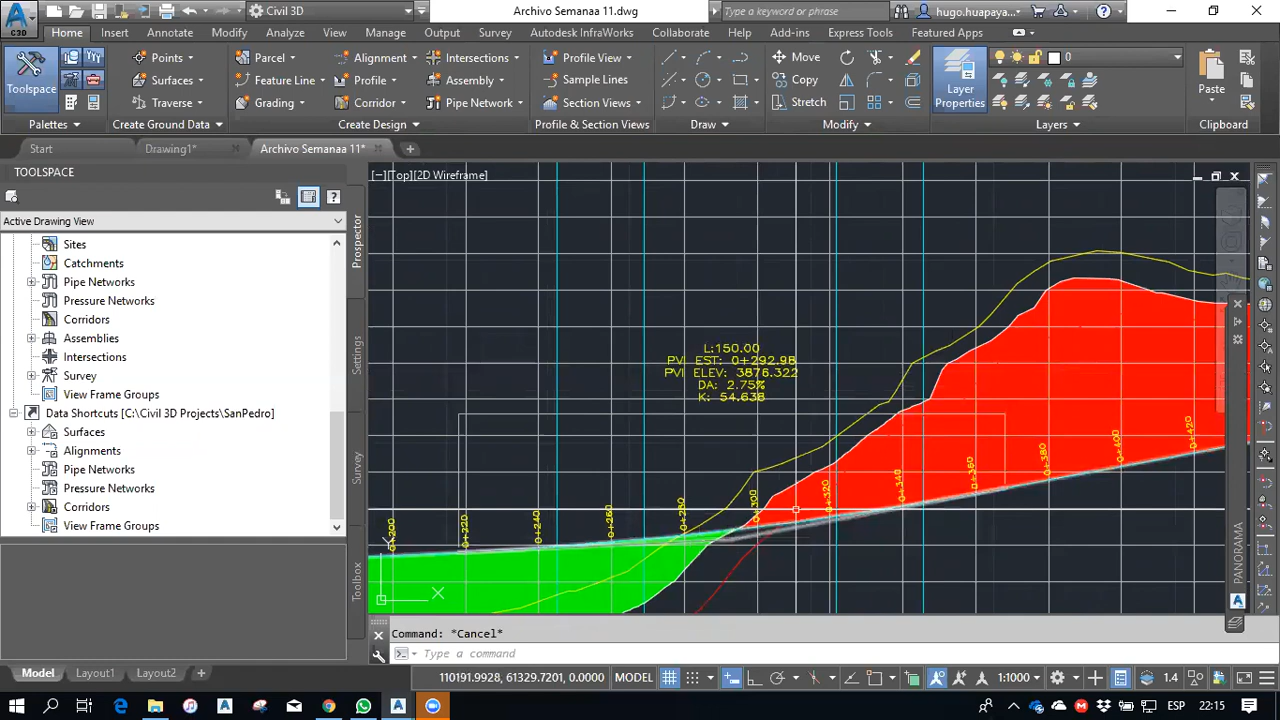 C3D
Civil 3D
Archivo Semanaa 11.dwg
Type a keyword or phrase
hugo.huapaya...
Home Insert Annotate Modify Analyze View Manage Output Survey Autodesk InfraWorks Collaborate Help Add-ins Express Tools Featured Apps
Toolspace
Points
Surfaces
Traverse
Parcel
Feature Line
Grading
Alignment
Profile
Corridor
Intersections
Assembly
Pipe Network
Profile View
Sample Lines
Section Views
Move
Copy
Stretch
Layer
Properties
0
Paste
Palettes
Create Ground Data
Create Design
Profile & Section Views
Draw
Modify
Layers
Clipboard
Start
Drawing1*
Archivo Semanaa 11*
TOOLSPACE
Active Drawing View
Sites
Catchments
Pipe Networks
Pressure Networks
Corridors
Assemblies
Intersections
Survey
View Frame Groups
Data Shortcuts [C:\Civil 3D Projects\SanPedro]
Surfaces
Alignments
Pipe Networks
Pressure Networks
Corridors
View Frame Groups
Prospector
Settings
Survey
Toolbox
[−][Top][2D Wireframe]
L:150.00
PVI EST: 0+292.98
PVI ELEV: 3876.322
DA: 2.75%
K: 54.638
0+200
0+220
0+240
0+260
0+280
0+300
0+320
0+340
0+360
0+380
0+400
0+420
Y
X
PANORAMA
Command: *Cancel*
Type a command
Model Layout1 Layout2
110191.9928, 61329.7201, 0.0000 MODEL
1:1000
1.4
ESP
22:15